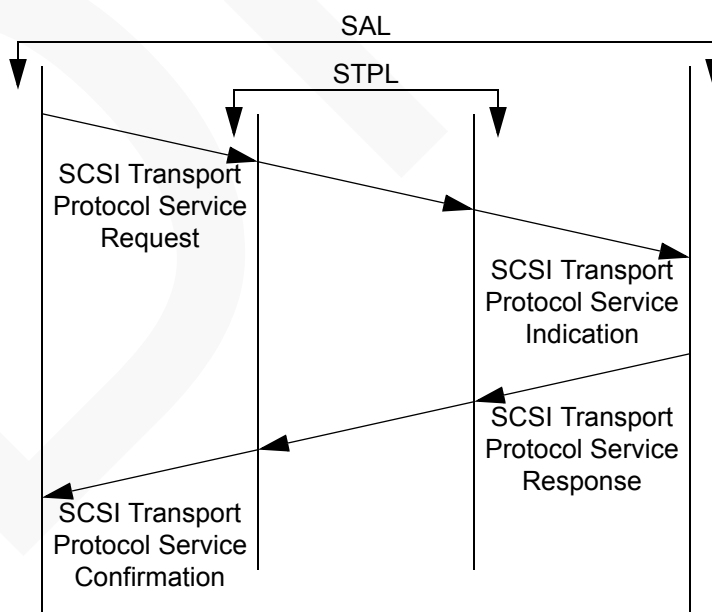 SAL
STPL
SCSI Transport
Protocol Service
Request
SCSI Transport
Protocol Service
Indication
SCSI Transport
Protocol Service
Response
SCSI Transport
Protocol Service
Confirmation